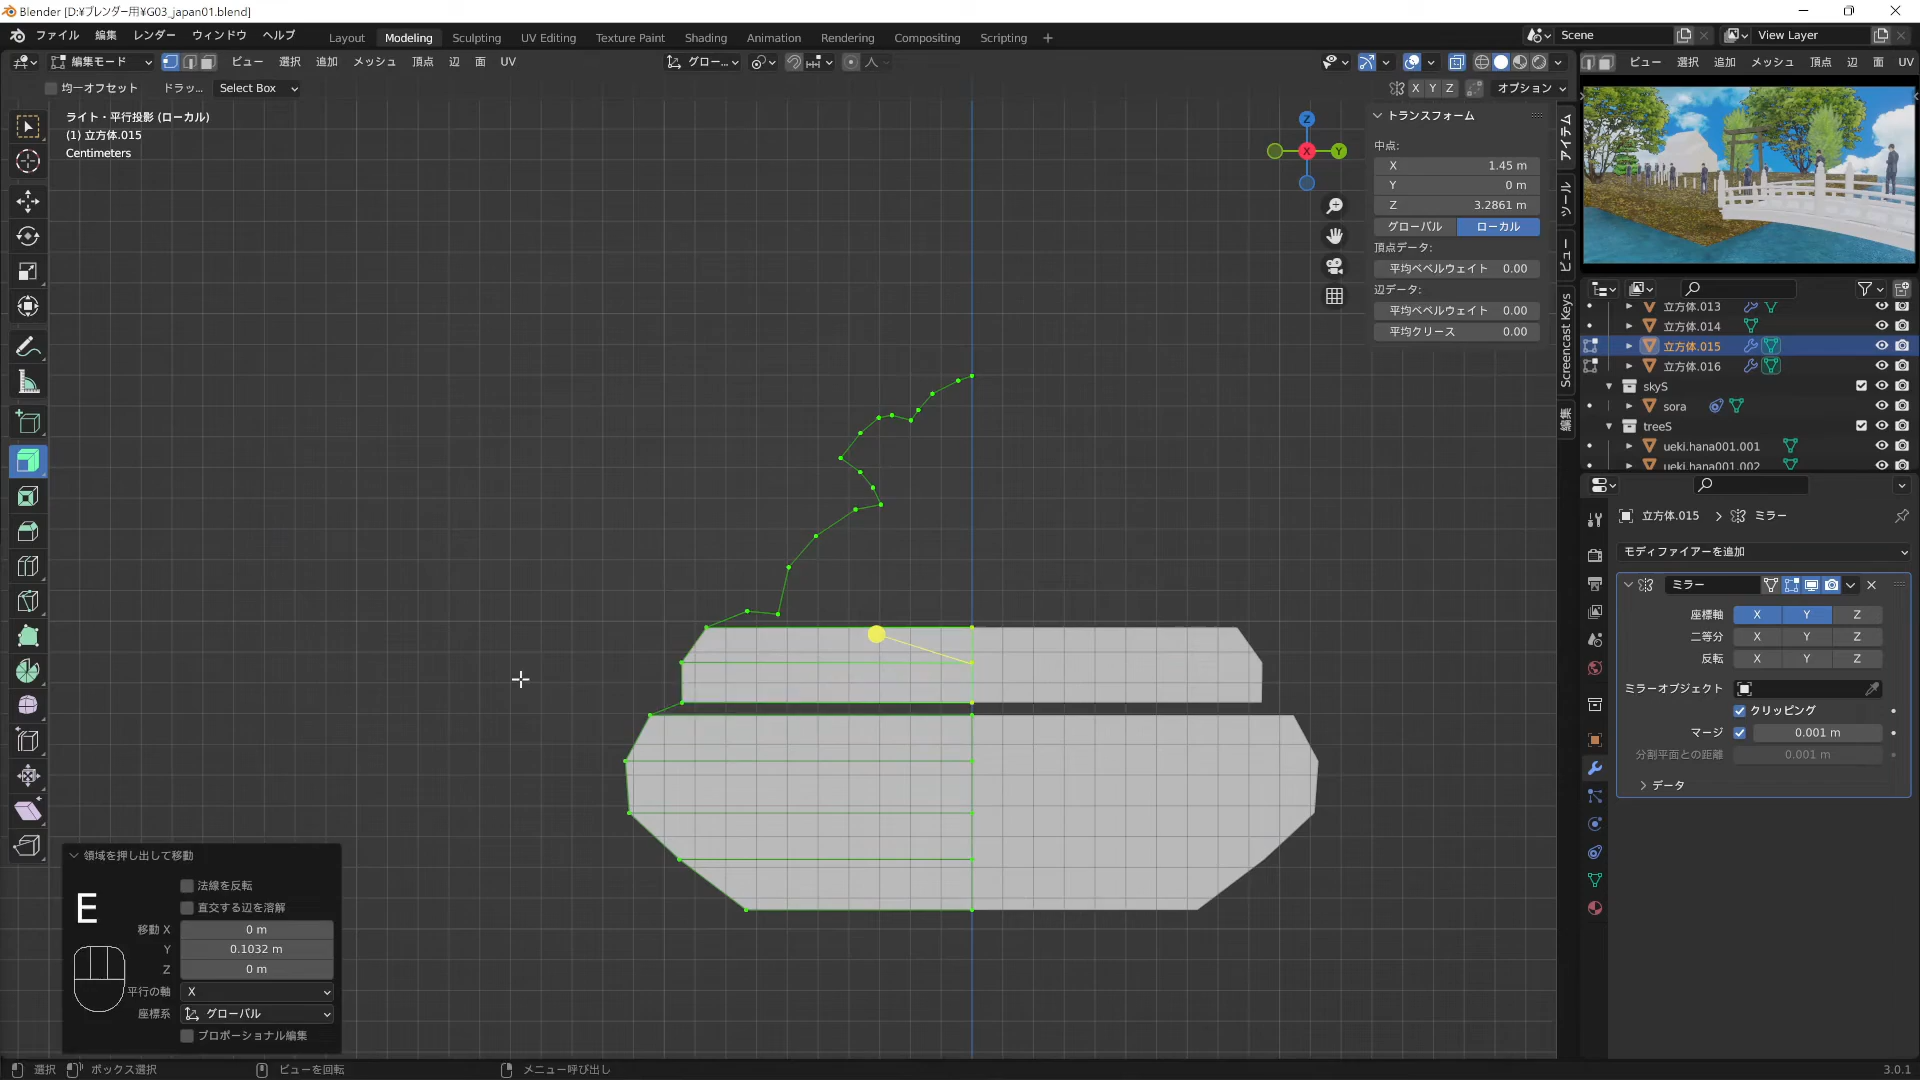 Blender [D:¥ブレンダー用¥G03_japan01.blend]
ファイル 編集 レンダー ウィンドウ ヘルプ Layout Modeling Sculpting UV Editing Texture Paint Shading Animation Rendering Compositing Scripting + Scene View Layer
編集モード ビュー 選択 追加 メッシュ 頂点 辺 面 UV グロー... ビュー 選択 追加 メッシュ 頂点 辺 面 UV
均一オフセット ドラッ... Select Box X Y Z オプション
ライト・平行投影 (ローカル)
(1) 立方体.015
Centimeters
Z
X
Y
トランスフォーム
中点:
X 1.45 m
Y 0 m
Z 3.2861 m
グローバル ローカル
頂点データ:
平均ベベルウェイト 0.00
辺データ:
平均ベベルウェイト 0.00
平均クリース 0.00
アイテム
ツール
ビュー
Screencast Keys
編集
立方体.013
立方体.014
立方体.015
立方体.016
skyS
sora
treeS
ueki.hana001.001
ueki.hana001.002
立方体.015 > ミラー
モディファイアーを追加
ミラー
座標軸 X Y Z
二等分 X Y Z
反転 X Y Z
ミラーオブジェクト
クリッピング
マージ 0.001 m
分割平面との距離 0.001 m
データ
領域を押し出して移動
法線を反転
直交する辺を溶解
移動 X 0 m
Y 0.1032 m
Z 0 m
平行の軸 X
座標系 グローバル
プロポーショナル編集
E
選択 ボックス選択 ビューを回転 メニュー呼び出し 3.0.1